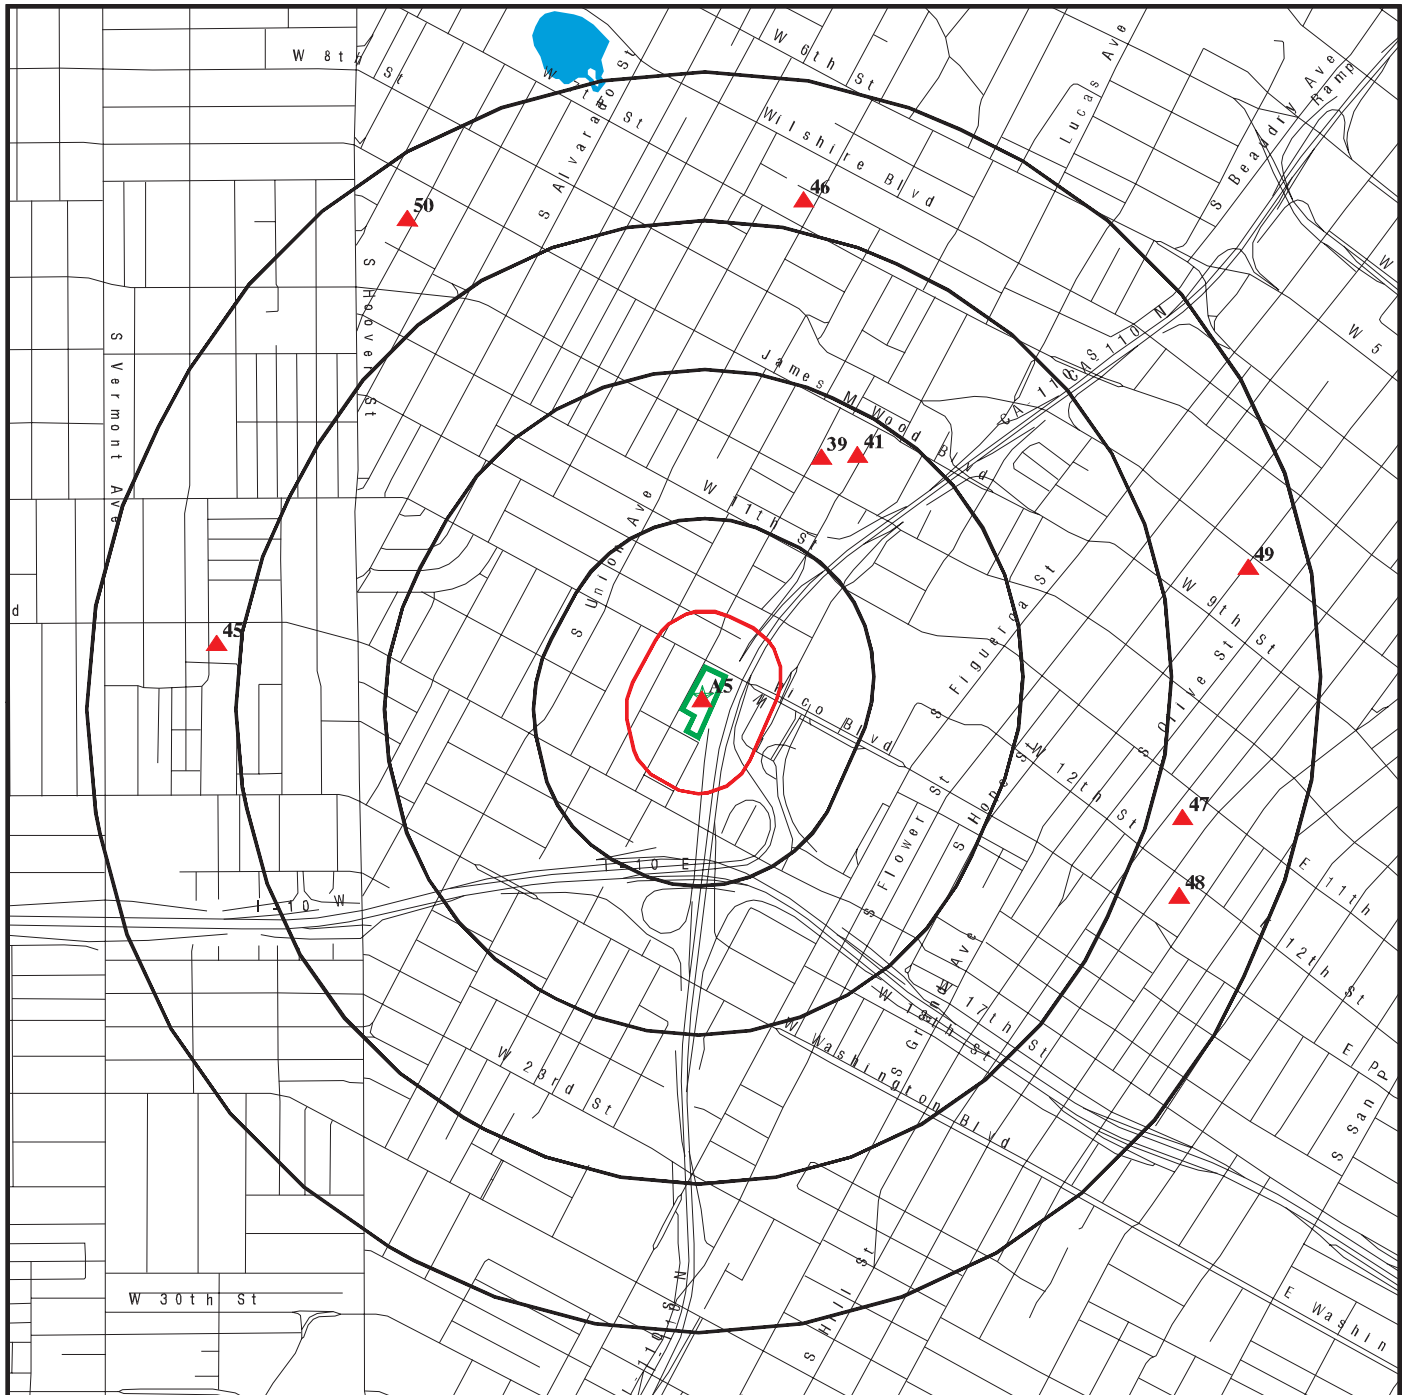 W 6th St
Lucas Ave
S Beaudry Ave
Ramp
W 8th St
S Alvarado St
Wilshire Blvd
46
50
W
CA-110 N
W 5
S Hoover St
S Vermont Ave
James M Wood Blvd
39
41
W 11th St
S Union Ave
49
W 9th St
S Figueroa St
d
45
A5
W Pico Blvd
S Olive St
W 12th St
S Hope St
S Flower St
47
48
E 11th
E 12th St
I-10 E
I-10 W
W 17th St
W 18th St
S Grand Ave
W Washington Blvd
W 23rd St
E
S San
W 30th St
S Hill St
E Washin